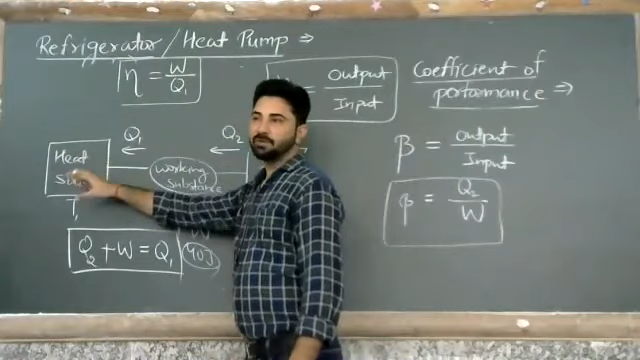 Refrigerator/Heat Pump ⇒
η = W/Q₁
= Output/Input
Coefficient of
performance ⇒
β = output/Input
β = Q₂/W
Q₁ ←
Q₂ ←
Heat
working
substance
T₁
W
40J
Q₂ + W = Q₁